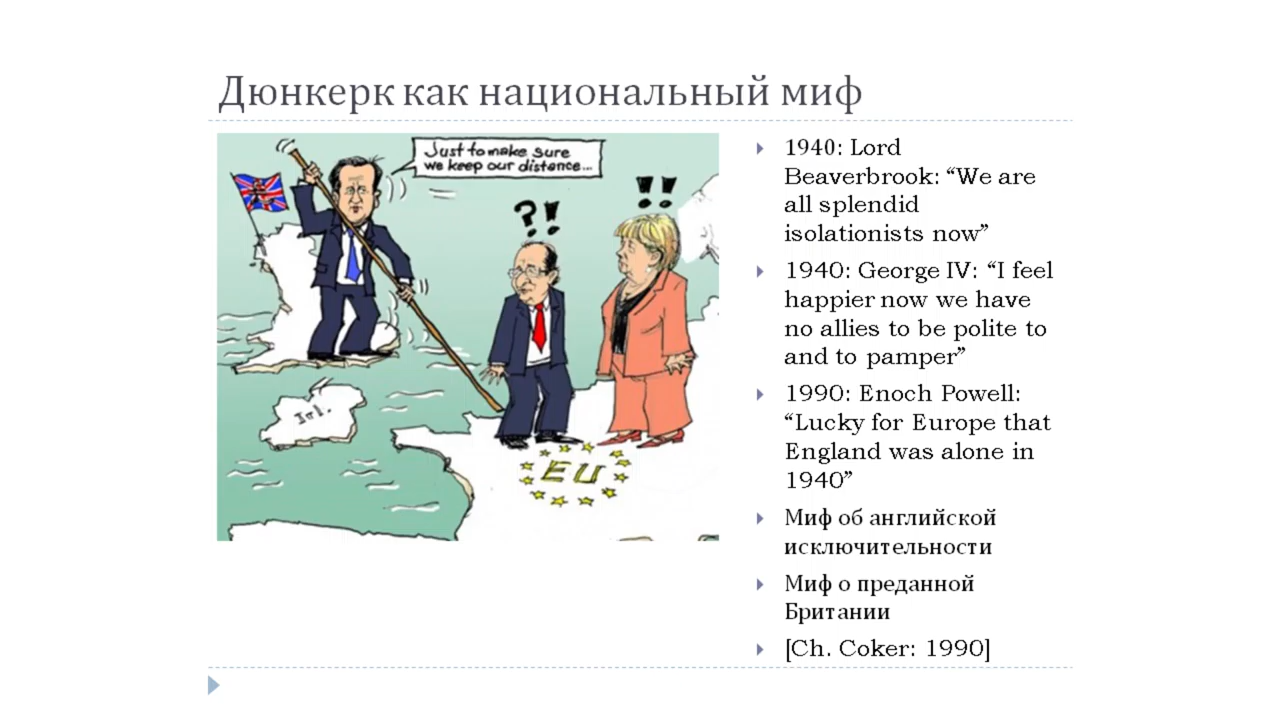 Дюнкерк как национальный миф
Just to make sure
we keep our distance...
?!
!!
Irl.
EU
1940: Lord
Beaverbrook: “We are
all splendid
isolationists now”
1940: George IV: “I feel
happier now we have
no allies to be polite to
and to pamper”
1990: Enoch Powell:
“Lucky for Europe that
England was alone in
1940”
Миф об английской
исключительности
Миф о преданной
Британии
[Ch. Coker: 1990]